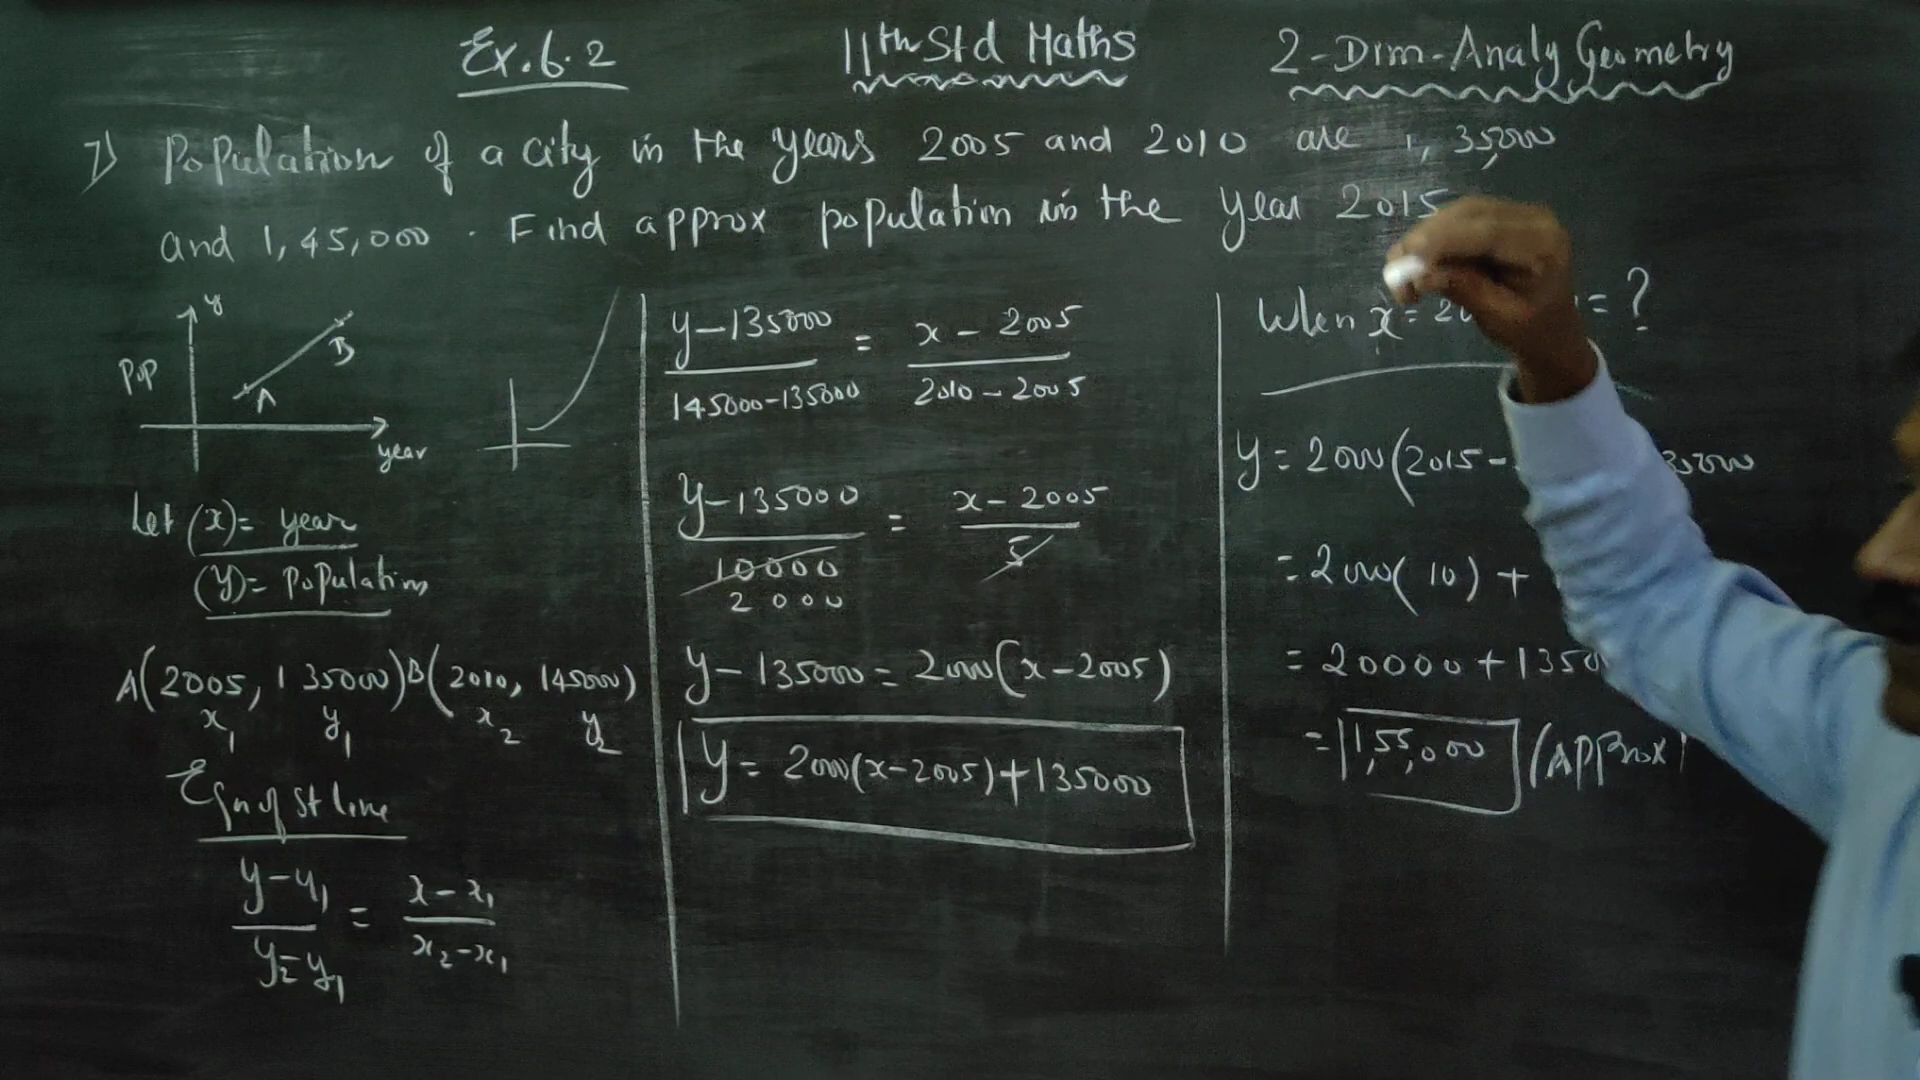 Ex. 6.2
11th Std Maths
2-Dim-Analy Geometry
7) Population of a city in the years 2005 and 2010 are 1,35,000
and 1,45,000. Find approx population in the year 2015
y
Pop
A
B
year
Let (x) = year
(y) = population
A(2005, 135000) B(2010, 145000)
x₁ y₁ x₂ y₂
Eqn of st line
y-y₁ / y₂-y₁ = x-x₁ / x₂-x₁
y-135000 / 145000-135000 = x-2005 / 2010-2005
y-135000 / 10000 = x-2005 / 5
2000
y-135000 = 2000(x-2005)
y = 2000(x-2005)+135000
When x = 20 = ?
y = 2000(2015-
= 2000(10) +
= 20000+1350
= 1,55,000 (Approx)